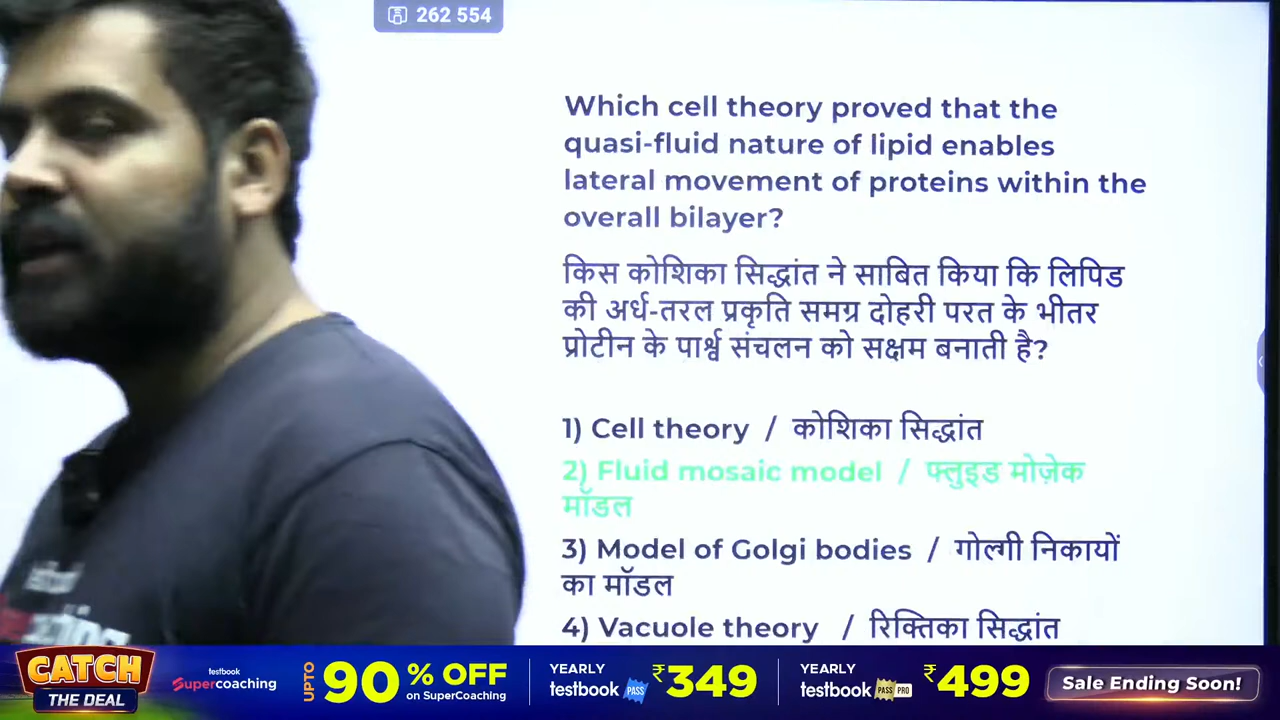 262 554
Which cell theory proved that the
quasi-fluid nature of lipid enables
lateral movement of proteins within the
overall bilayer?
किस कोशिका सिद्धांत ने साबित किया कि लिपिड
की अर्ध-तरल प्रकृति समग्र दोहरी परत के भीतर
प्रोटीन के पार्श्व संचलन को सक्षम बनाती है?
1) Cell theory / कोशिका सिद्धांत
2) Fluid mosaic model / फ्लुइड मोज़ेक
मॉडल
3) Model of Golgi bodies / गोल्गी निकायों
का मॉडल
4) Vacuole theory / रिक्तिका सिद्धांत
CATCH
THE DEAL
testbook
Supercoaching
UPTO
90% OFF
on SuperCoaching
YEARLY
testbook PASS
₹349
YEARLY
testbook PASS PRO
₹499
Sale Ending Soon!